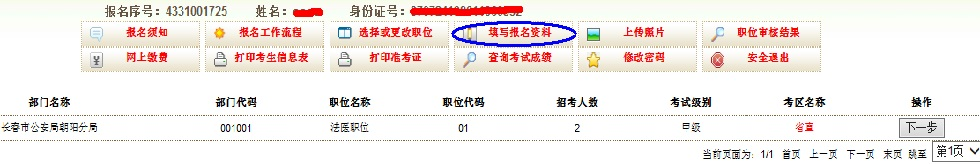 报名序号：4331001725 姓名： 身份证号：
报名须知 报名工作流程 选择或更改职位 填写报名资料 上传照片 职位审核结果
网上缴费 打印考生信息表 打印准考证 查询考试成绩 修改密码 安全退出
部门名称 部门代码 职位名称 职位代码 招考人数 考试级别 考区名称 操作
长春市公安局朝阳分局 001001 法医职位 01 2 甲级 省直 下一步
当前页面为：1/1 首页 上一页 下一页 末页 跳至 第1页